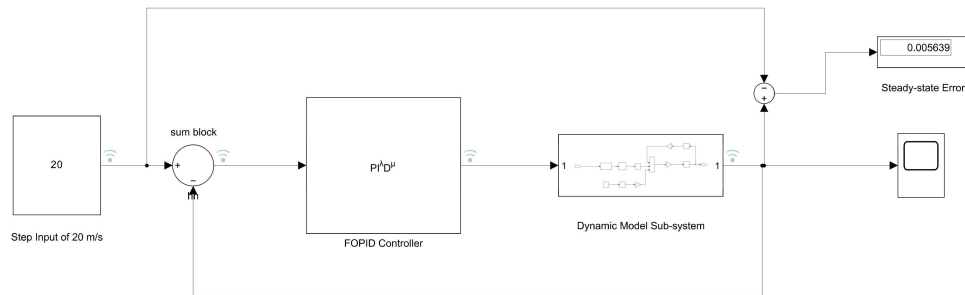 0.005639
Steady-state Error
−
+
sum block
20
+
−
PIλDμ
1
1
Step Input of 20 m/s
FOPID Controller
Dynamic Model Sub-system